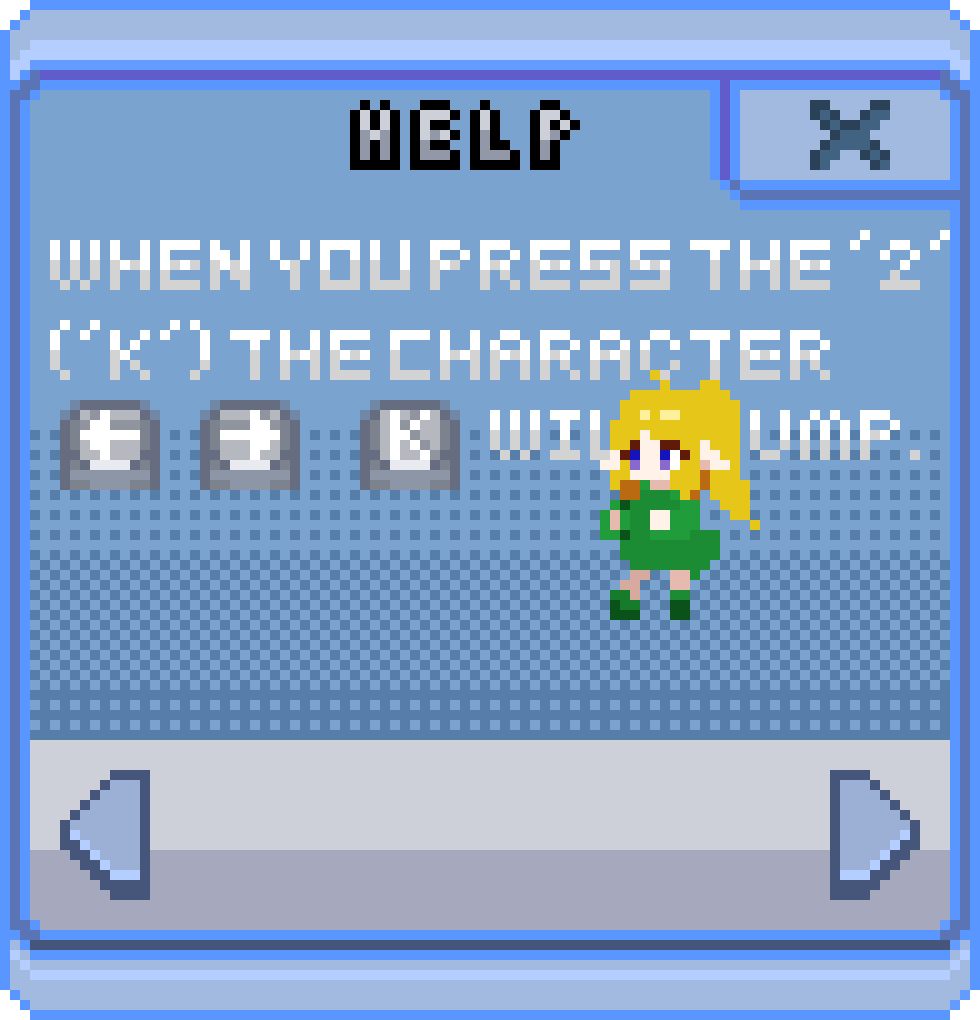 HELP
WHEN YOU PRESS THE '2'
('K') THE CHARACTER
K